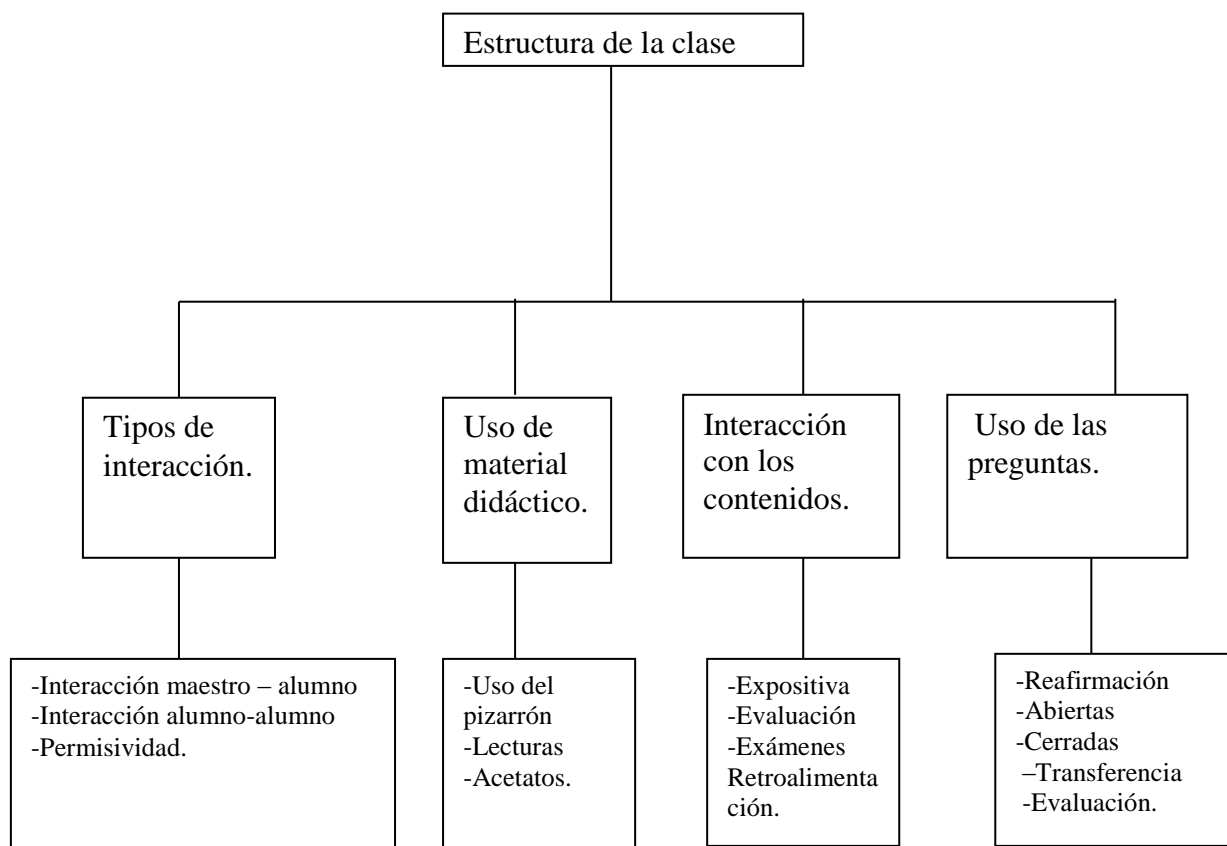 Estructura de la clase
Tipos de
interacción.
Uso de
material
didáctico.
Interacción
con los
contenidos.
Uso de las
preguntas.
-Interacción maestro – alumno
-Interacción alumno-alumno
-Permisividad.
-Uso del
pizarrón
-Lecturas
-Acetatos.
-Expositiva
-Evaluación
-Exámenes
Retroalimenta
ción.
-Reafirmación
-Abiertas
-Cerradas
–Transferencia
-Evaluación.